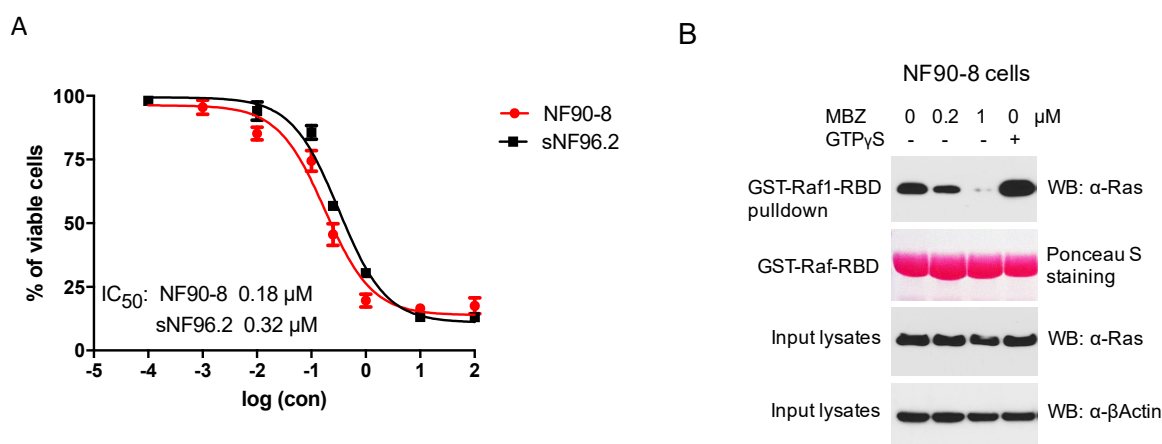 A
% of viable cells
100
75
50
25
0
-5 -4 -3 -2 -1 0 1 2
log (con)
NF90-8
sNF96.2
IC50: NF90-8 0.18 µM
sNF96.2 0.32 µM
B
NF90-8 cells
MBZ 0 0.2 1 0 µM
GTPγS - - - +
GST-Raf1-RBD pulldown
WB: α-Ras
GST-Raf-RBD
Ponceau S staining
Input lysates
WB: α-Ras
Input lysates
WB: α-βActin